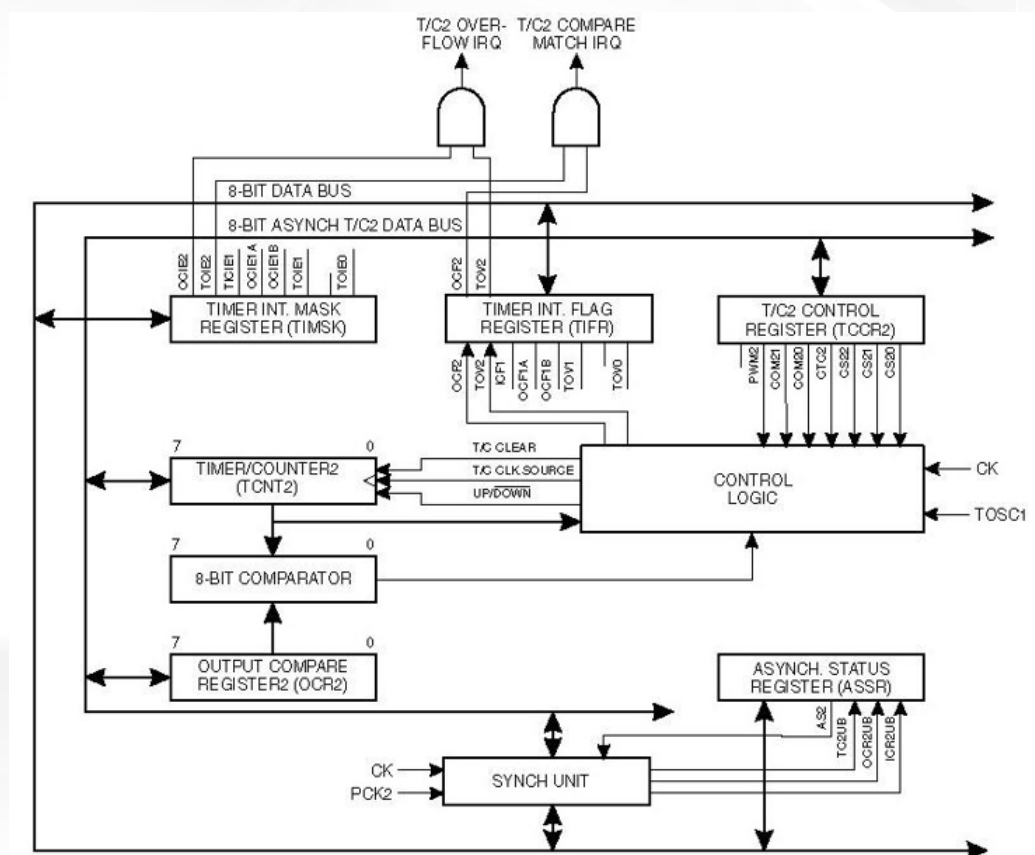 T/C2 OVER-
FLOW IRQ
T/C2 COMPARE
MATCH IRQ
8-BIT DATA BUS
8-BIT ASYNCH T/C2 DATA BUS
OCIE2
TOIE2
TICIE1
OCIE1A
OCIE1B
TOIE1
TOIE0
OCF2
TOV2
TIMER INT. MASK
REGISTER (TIMSK)
TIMER INT. FLAG
REGISTER (TIFR)
T/C2 CONTROL
REGISTER (TCCR2)
OCF2
TOV2
ICF1
OCF1A
OCF1B
TOV1
TOV0
PWM2
COM21
COM20
CTC2
CS22
CS21
CS20
7
0
TIMER/COUNTER2
(TCNT2)
T/C CLEAR
T/C CLK SOURCE
UP/DOWN
CONTROL
LOGIC
CK
TOSC1
7
0
8-BIT COMPARATOR
7
0
OUTPUT COMPARE
REGISTER2 (OCR2)
ASYNCH. STATUS
REGISTER (ASSR)
AS2
TC2UB
OCR2UB
ICR2UB
CK
PCK2
SYNCH UNIT